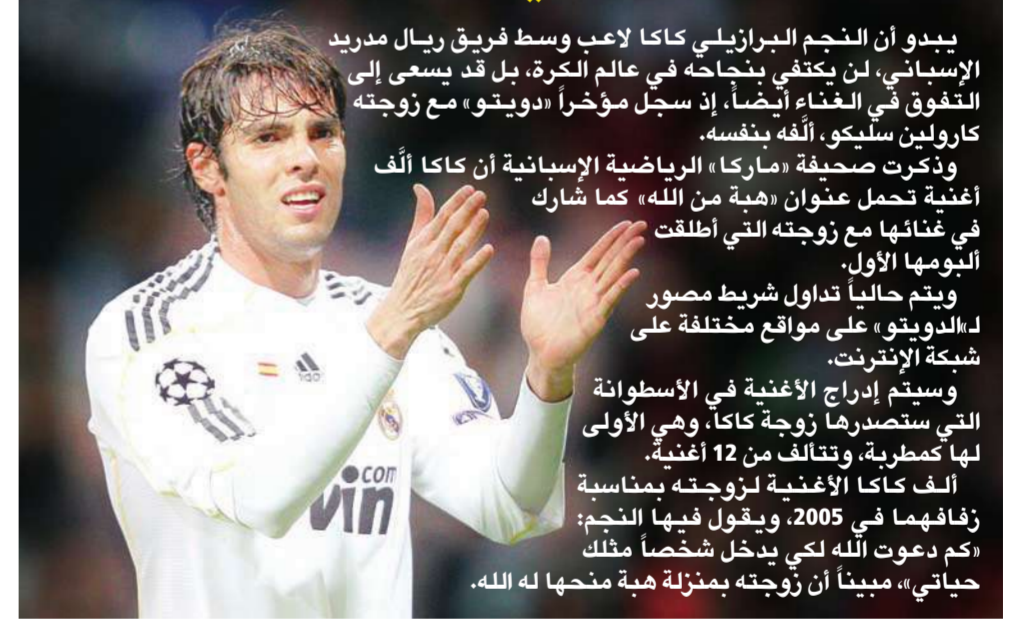 يبدو أن النجم البرازيلي كاكا لاعب وسط فريق ريال مدريد
الإسباني، لن يكتفي بنجاحه في عالم الكرة، بل قد يسعى إلى
التفوق في الغناء أيضاً، إذ سجل مؤخراً «دويتو» مع زوجته
كارولين سليكو، ألَّفه بنفسه.
وذكرت صحيفة «ماركا» الرياضية الإسبانية أن كاكا ألَّف
أغنية تحمل عنوان «هبة من الله» كما شارك
في غنائها مع زوجته التي أطلقت
ألبومها الأول.
ويتم حالياً تداول شريط مصور
لـ«الدويتو» على مواقع مختلفة على
شبكة الإنترنت.
وسيتم إدراج الأغنية في الأسطوانة
التي ستصدرها زوجة كاكا، وهي الأولى
لها كمطربة، وتتألف من 12 أغنية.
ألف كاكا الأغنية لزوجته بمناسبة
زفافهما في 2005، ويقول فيها النجم:
«كم دعوت الله لكي يدخل شخصاً مثلك
حياتي»، مبيناً أن زوجته بمنزلة هبة منحها له الله.
.com
win